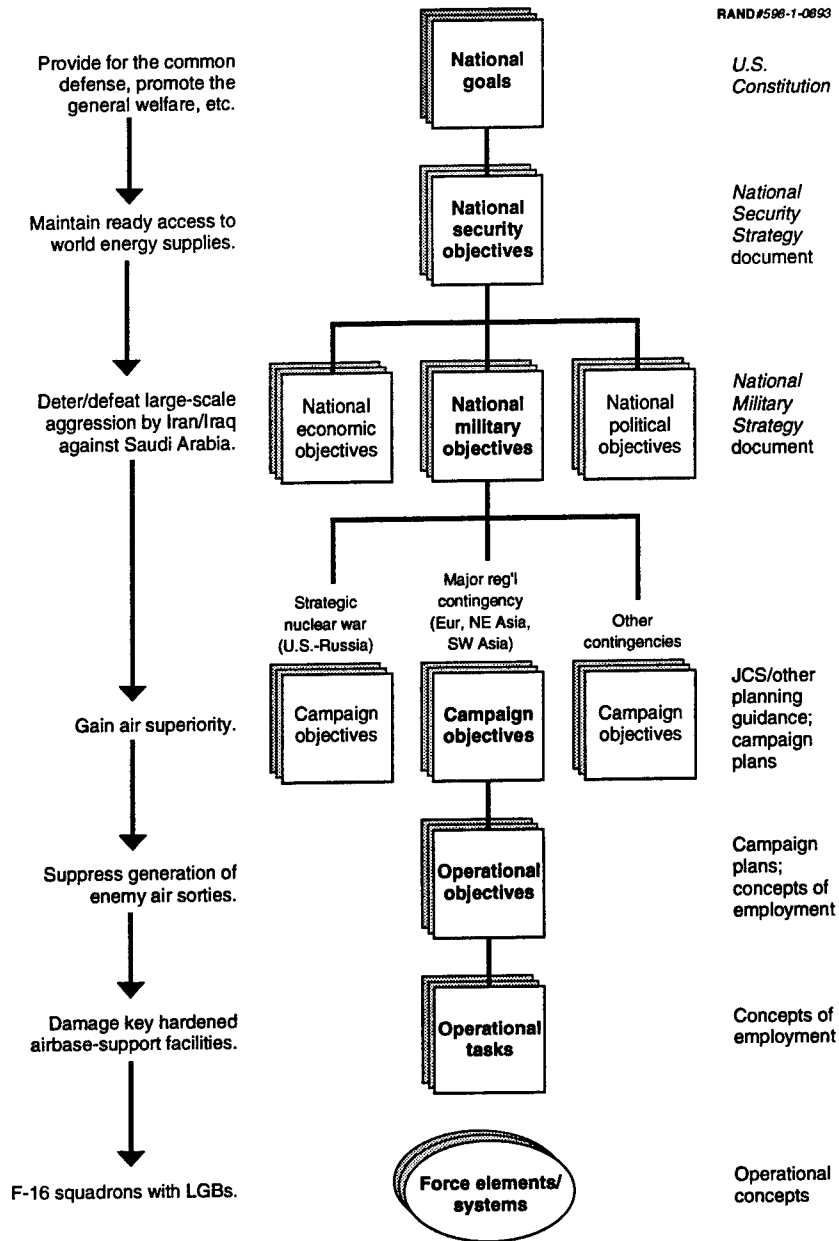 RAND#596-1-0893
Provide for the common
defense, promote the
general welfare, etc.
National
goals
U.S.
Constitution
Maintain ready access to
world energy supplies.
National
security
objectives
National
Security
Strategy
document
Deter/defeat large-scale
aggression by Iran/Iraq
against Saudi Arabia.
National
economic
objectives
National
military
objectives
National
political
objectives
National
Military
Strategy
document
Strategic
nuclear war
(U.S.-Russia)
Major reg'l
contingency
(Eur, NE Asia,
SW Asia)
Other
contingencies
Gain air superiority.
Campaign
objectives
Campaign
objectives
Campaign
objectives
JCS/other
planning
guidance;
campaign
plans
Suppress generation of
enemy air sorties.
Operational
objectives
Campaign
plans;
concepts of
employment
Damage key hardened
airbase-support facilities.
Operational
tasks
Concepts of
employment
F-16 squadrons with LGBs.
Force elements/
systems
Operational
concepts